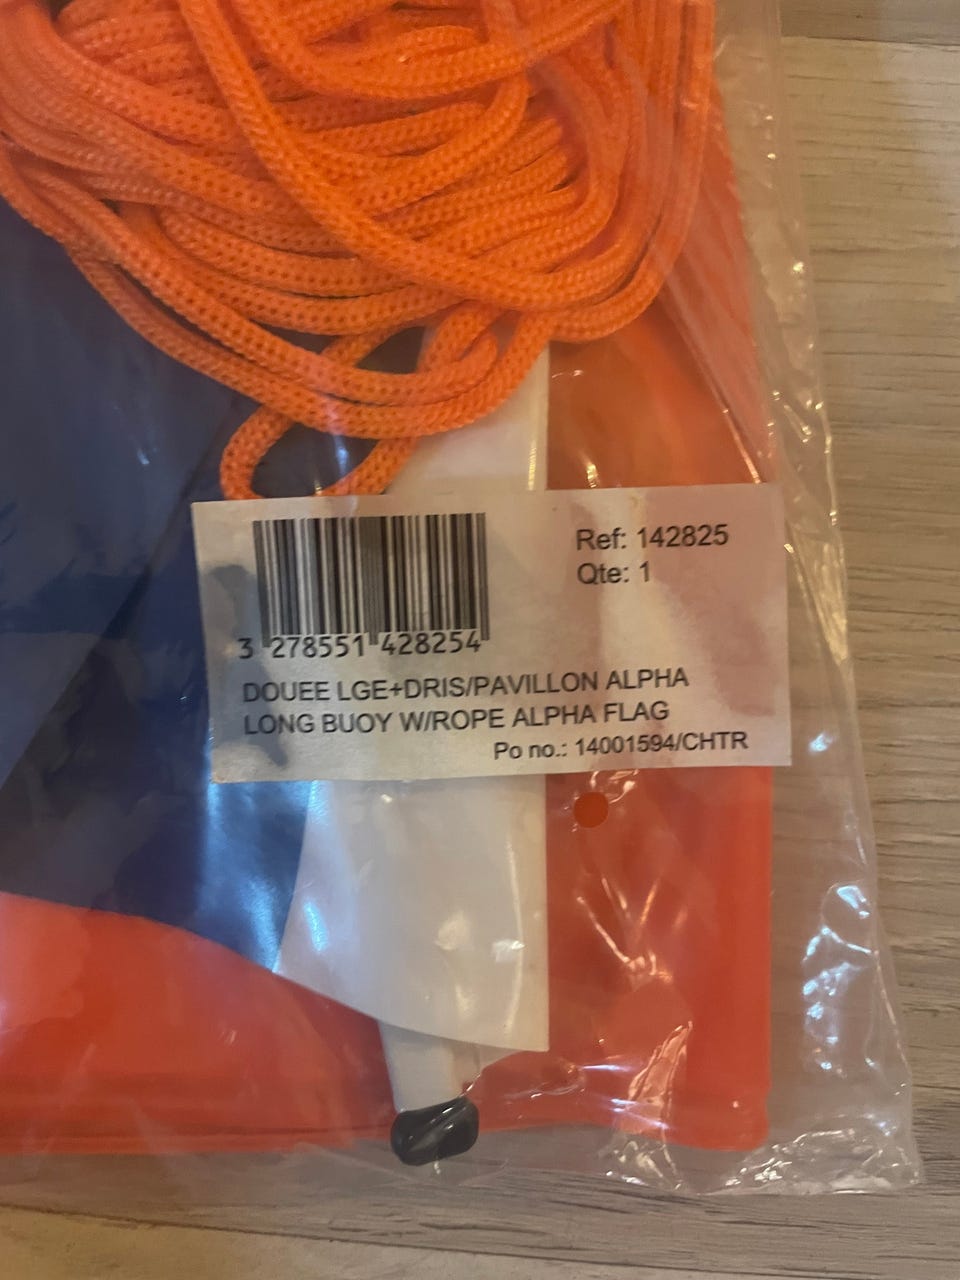 Ref: 142825
Qte: 1
3 278551 428254
DOUEE LGE+DRIS/PAVILLON ALPHA
LONG BUOY W/ROPE ALPHA FLAG
Po no.: 14001594/CHTR